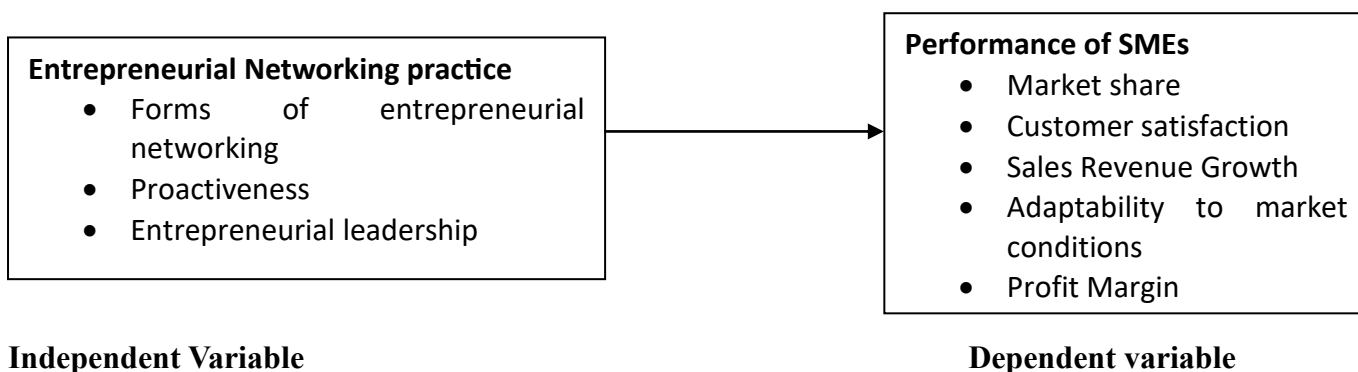 Entrepreneurial Networking practice
• Forms of entrepreneurial
networking
• Proactiveness
• Entrepreneurial leadership
Performance of SMEs
• Market share
• Customer satisfaction
• Sales Revenue Growth
• Adaptability to market
conditions
• Profit Margin
Independent Variable
Dependent variable